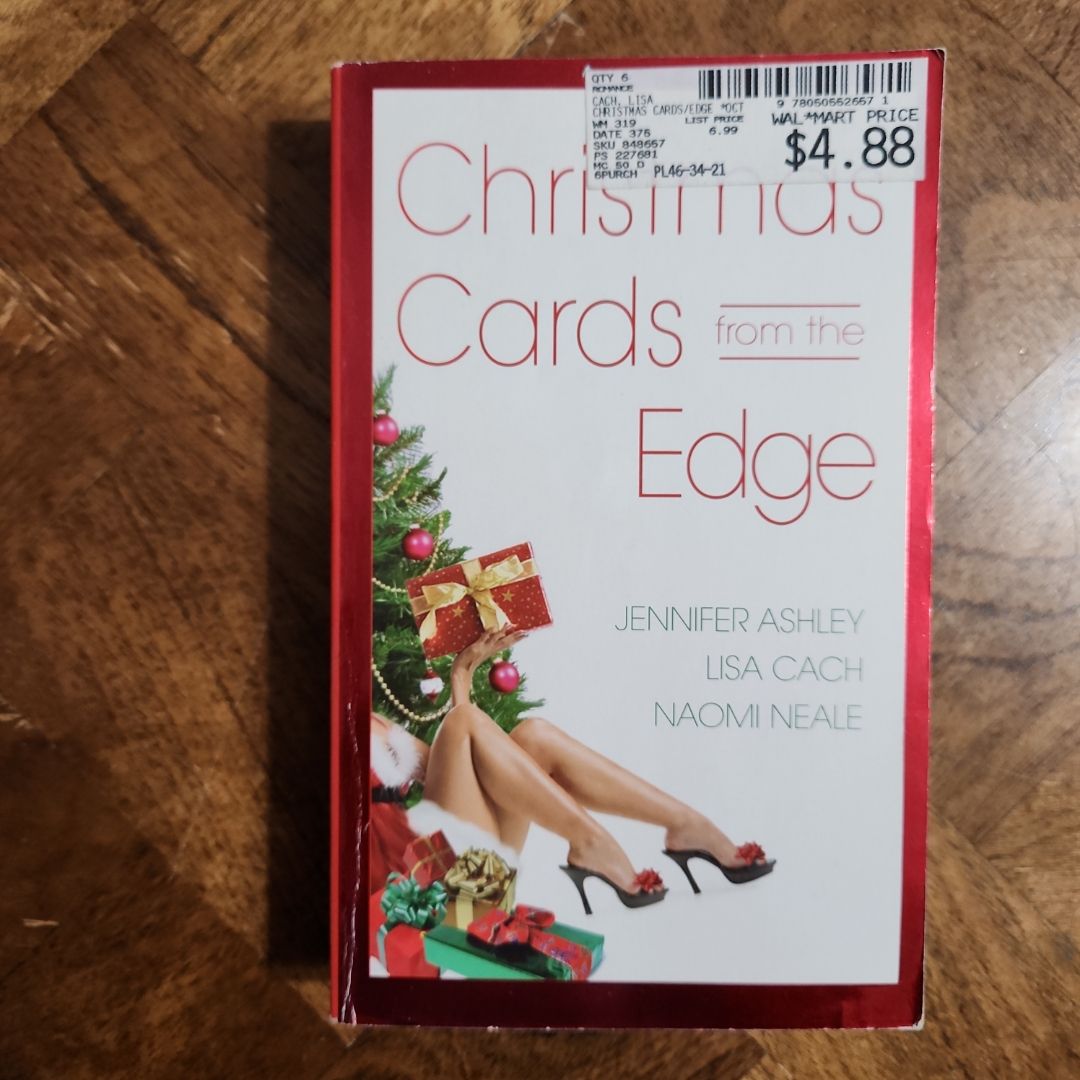 QTY 6
ROMANCE
CACH, LISA
CHRISTMAS CARDS/EDGE *OCT
WM 319 LIST PRICE
DATE 375 6.99
SKU 848657
PS 227681
MC 50 D
6PURCH PL46-34-21
9 78050552657 1
WAL*MART PRICE
$4.88
Christmas
Cards from the
Edge
JENNIFER ASHLEY
LISA CACH
NAOMI NEALE